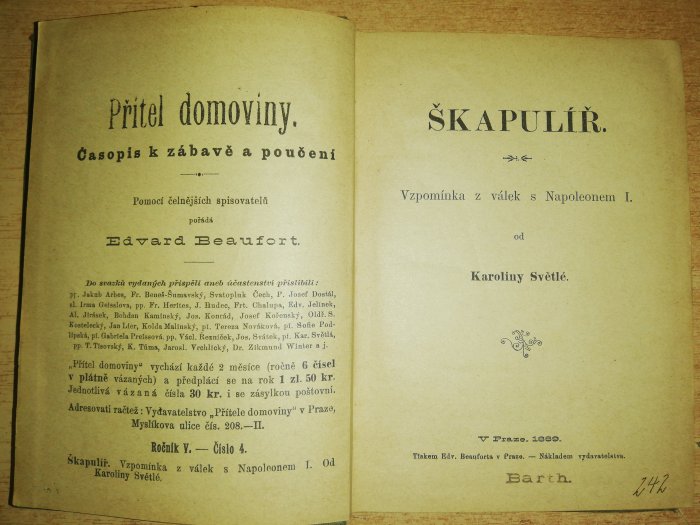 Přítel domoviny.
Časopis k zábavě a poučení
Pomocí čelnějších spisovatelů
pořádá
Edvard Beaufort.
Do svazků vydaných přispěli aneb účastenství přislíbili:
pp. Jakub Arbes, Fr. Beneš-Šumavský, Svatopluk Čech, P. Josef Dostál,
sl. Irma Geisslova, pp. Fr. Herites, J. Hudec, Frt. Chalupa, Edv. Jelínek,
Al. Jirásek, Bohdan Kaminský, Jos. Konrád, Josef Kořenský, Oldř. S.
Kostelecký, Jan Lier, Kolda Malínský, pí. Tereza Nováková, pí. Sofie Pod-
lipská, pí. Gabriela Preissová, pp. Václ. Řezníček, Jos. Svátek, pí. Kar. Světlá,
pp. T. Tisovský, K. Tůma, Jarosl. Vrchlický, Dr. Zikmund Winter a j.
„Přítel domoviny“ vychází každé 2 měsíce (ročně 6 čísel
v plátně vázaných) a předplácí se na rok 1 zl. 50 kr.
Jednotlivá vázaná čísla 30 kr. i se zásylkou poštovní.
Adresovati račtež: Vydavatelstvo „Přítele domoviny“ v Praze,
Myslíkova ulice čís. 208.—II.
Ročník V. — Číslo 4.
Škapulíř. Vzpomínka z válek s Napoleonem I. Od
Karoliny Světlé.
ŠKAPULÍŘ.
Vzpomínka z válek s Napoleonem I.
od
Karoliny Světlé.
V Praze. 1889.
Tiskem Edv. Beauforta v Praze. — Nákladem vydavatelstva.
Barth.
242